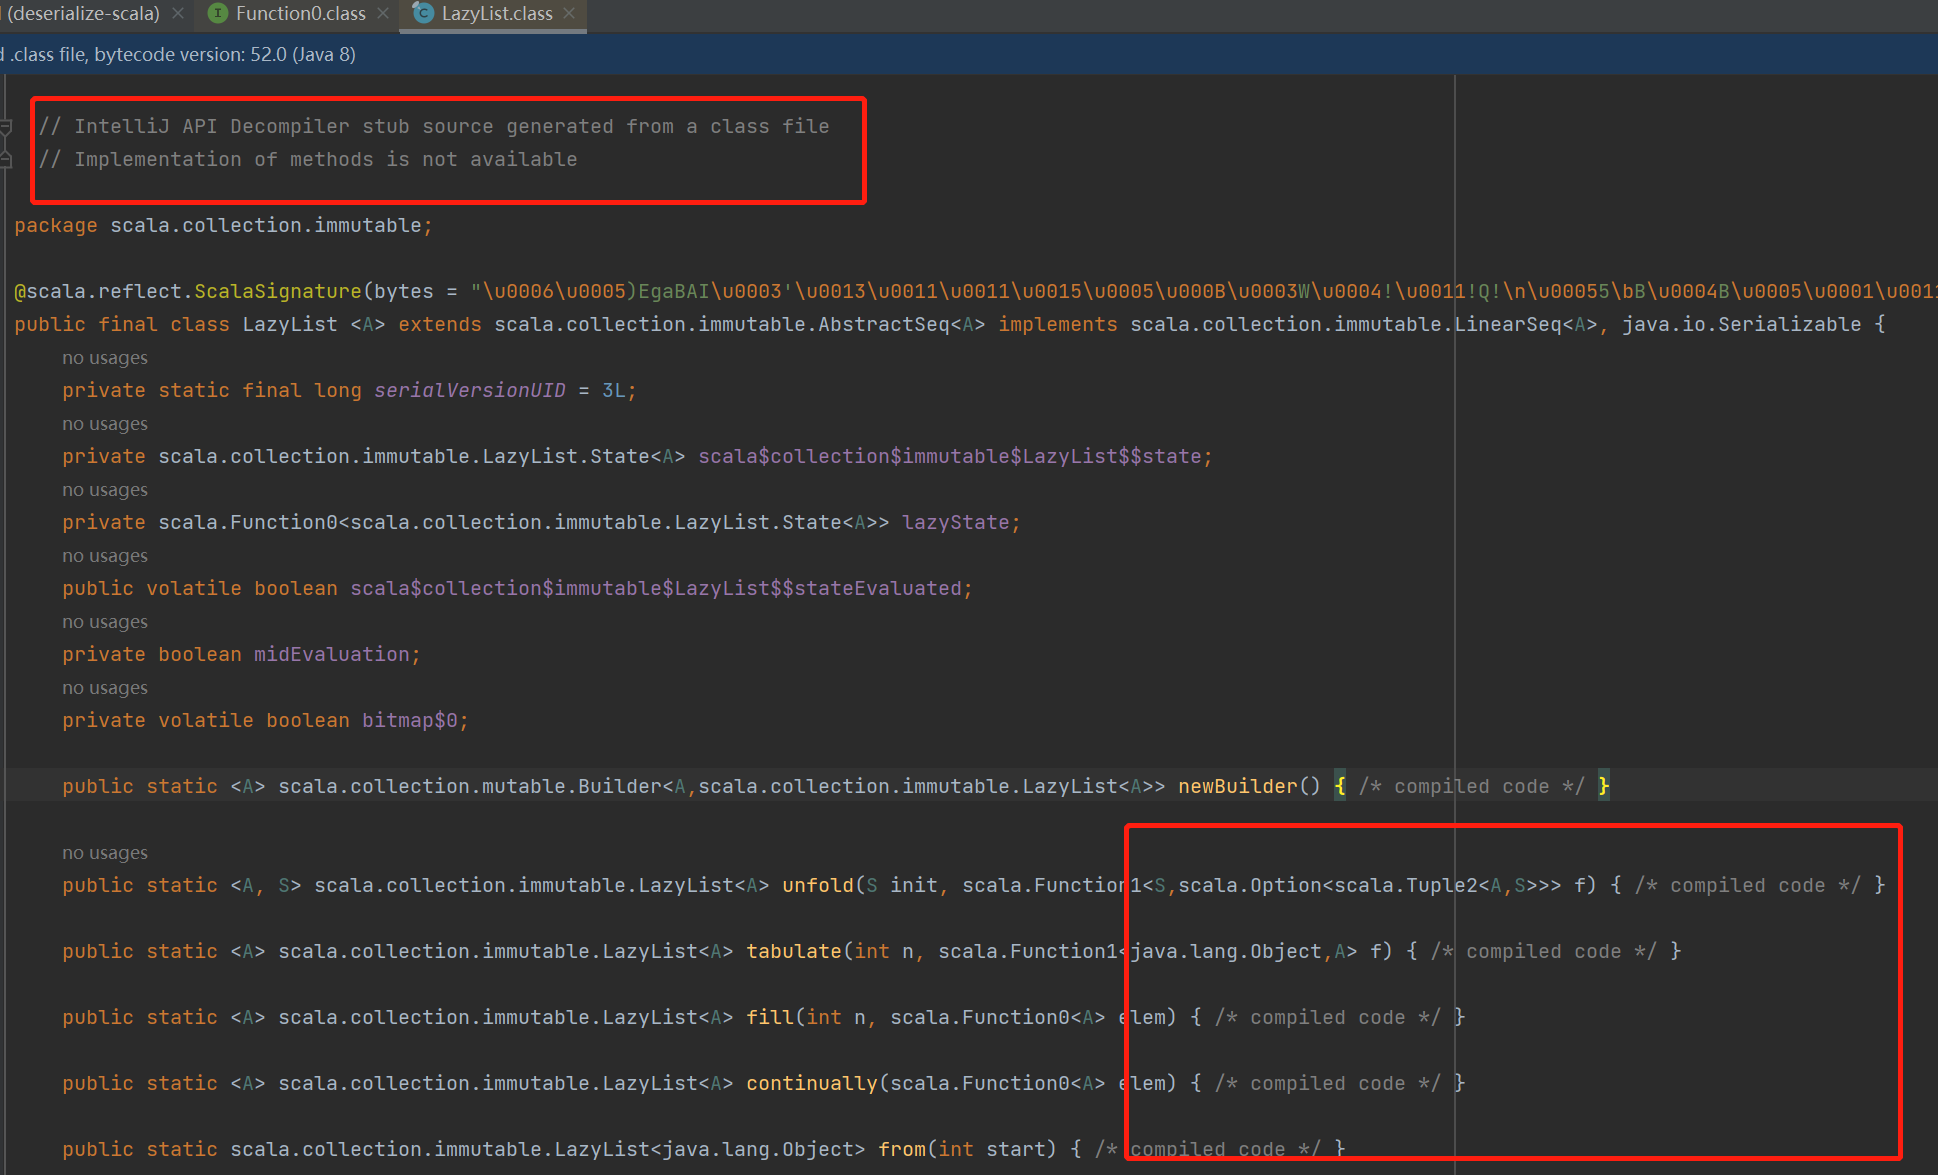 (deserialize-scala) Function0.class LazyList.class
.class file, bytecode version: 52.0 (Java 8)
// IntelliJ API Decompiler stub source generated from a class file
// Implementation of methods is not available
package scala.collection.immutable;
@scala.reflect.ScalaSignature(bytes = "\u0006\u0005)EgaBAI\u0003'\u0013\u0011\u0011\u0015\u0005\u000B\u0003W\u0004!\u0011!Q!\n\u00055\bB\u0004B\u0005\u0001\u001
public final class LazyList <A> extends scala.collection.immutable.AbstractSeq<A> implements scala.collection.immutable.LinearSeq<A>, java.io.Serializable {
no usages
private static final long serialVersionUID = 3L;
no usages
private scala.collection.immutable.LazyList.State<A> scala$collection$immutable$LazyList$$state;
no usages
private scala.Function0<scala.collection.immutable.LazyList.State<A>> lazyState;
no usages
public volatile boolean scala$collection$immutable$LazyList$$stateEvaluated;
no usages
private boolean midEvaluation;
no usages
private volatile boolean bitmap$0;
public static <A> scala.collection.mutable.Builder<A,scala.collection.immutable.LazyList<A>> newBuilder() { /* compiled code */ }
no usages
public static <A, S> scala.collection.immutable.LazyList<A> unfold(S init, scala.Function1<S,scala.Option<scala.Tuple2<A,S>>> f) { /* compiled code */ }
public static <A> scala.collection.immutable.LazyList<A> tabulate(int n, scala.Function1<java.lang.Object,A> f) { /* compiled code */ }
public static <A> scala.collection.immutable.LazyList<A> fill(int n, scala.Function0<A> elem) { /* compiled code */ }
public static <A> scala.collection.immutable.LazyList<A> continually(scala.Function0<A> elem) { /* compiled code */ }
public static scala.collection.immutable.LazyList<java.lang.Object> from(int start) { /* compiled code */ }